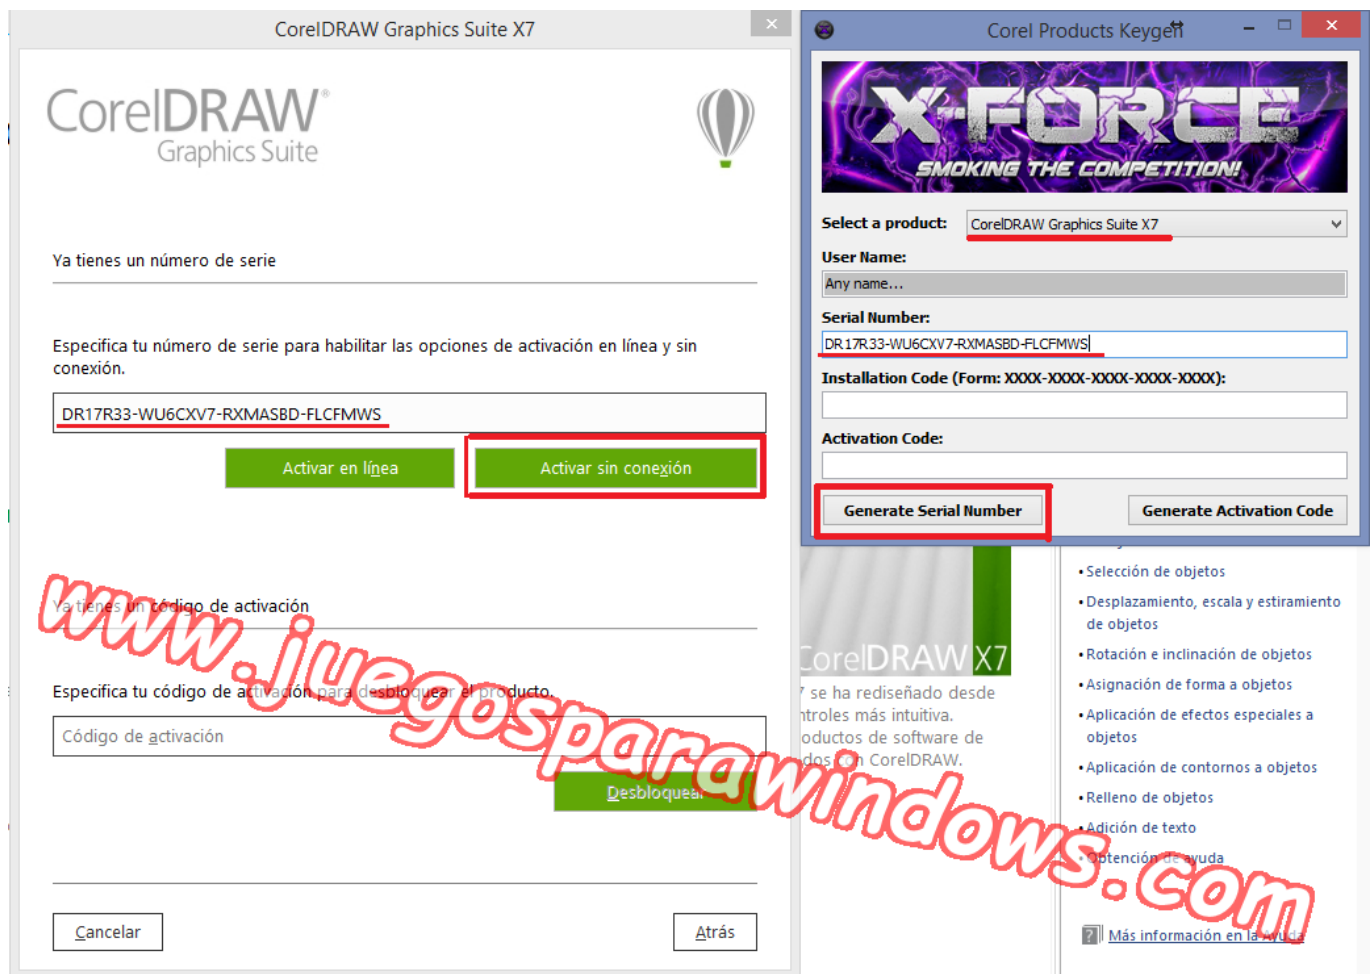 CorelDRAW Graphics Suite X7
CorelDRAW®
Graphics Suite
Ya tienes un número de serie
Especifica tu número de serie para habilitar las opciones de activación en línea y sin
conexión.
DR17R33-WU6CXV7-RXMASBD-FLCFMWS
Activar en línea
Activar sin conexión
Ya tienes un código de activación
Especifica tu código de activación para desbloquear el producto.
Código de activación
Desbloquear
Cancelar
Atrás
Corel Products Keygen
X-FORCE
SMOKING THE COMPETITION!
Select a product: CorelDRAW Graphics Suite X7
User Name:
Any name...
Serial Number:
DR17R33-WU6CXV7-RXMASBD-FLCFMWS
Installation Code (Form: XXXX-XXXX-XXXX-XXXX-XXXX):
Activation Code:
Generate Serial Number
Generate Activation Code
CorelDRAW X7
7 se ha rediseñado desde
ntroles más intuitiva.
oductos de software de
dos con CorelDRAW.
• Selección de objetos
• Desplazamiento, escala y estiramiento
de objetos
• Rotación e inclinación de objetos
• Asignación de forma a objetos
• Aplicación de efectos especiales a
objetos
• Aplicación de contornos a objetos
• Relleno de objetos
• Adición de texto
• Obtención de ayuda
Más información en la Ayuda
www.juegosparawindows.com